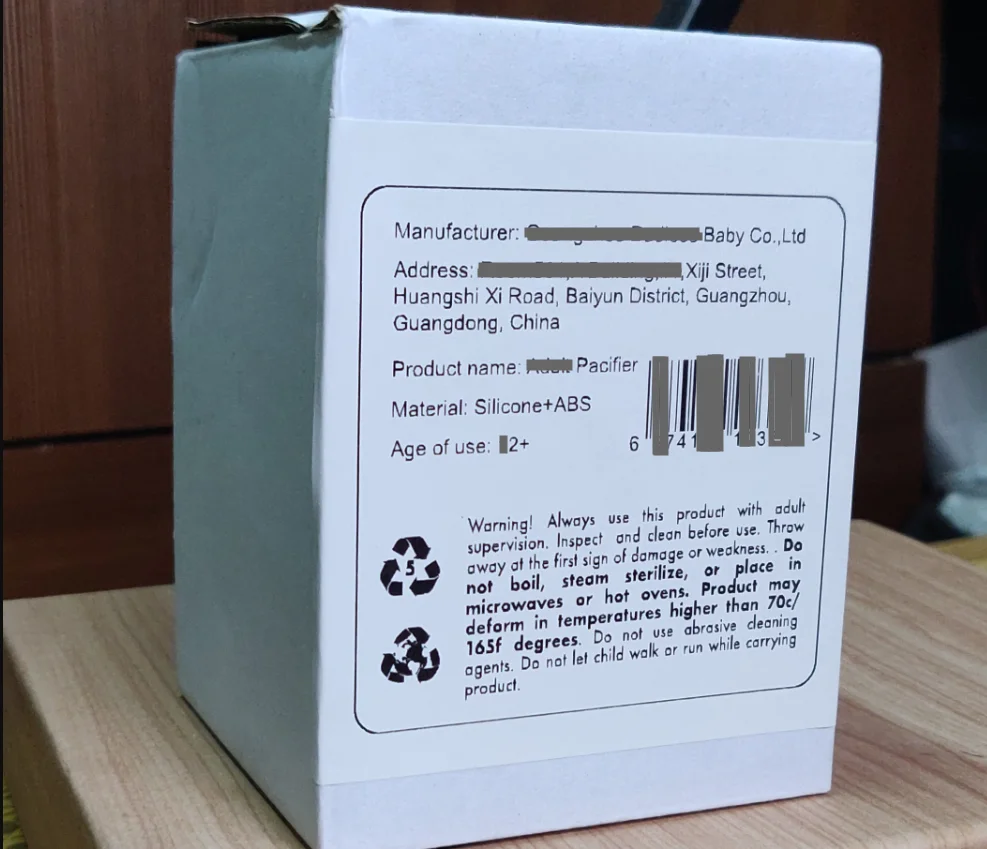 Manufacturer: Baby Co.,Ltd
Address: ,Xiji Street,
Huangshi Xi Road, Baiyun District, Guangzhou,
Guangdong, China
Product name: Pacifier
Material: Silicone+ABS
Age of use: 2+
6 741 13 >
Warning! Always use this product with adult
supervision. Inspect and clean before use. Throw
away at the first sign of damage or weakness. . Do
not boil, steam sterilize, or place in
microwaves or hot ovens. Product may
deform in temperatures higher than 70c/
165f degrees. Do not use abrasive cleaning
agents. Do not let child walk or run while carrying
product.
5